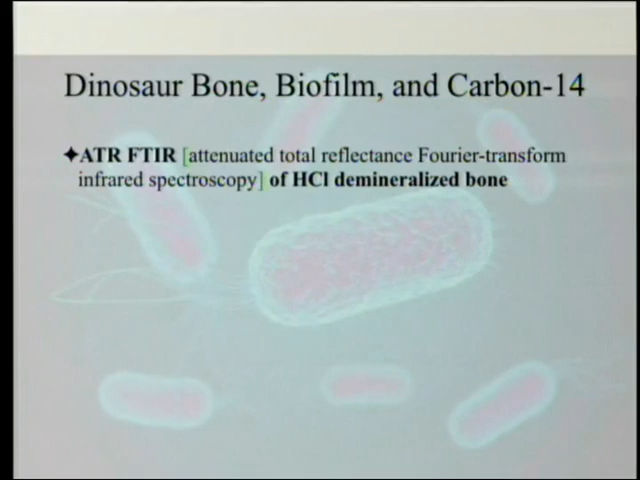 Dinosaur Bone, Biofilm, and Carbon-14
✦ATR FTIR [attenuated total reflectance Fourier-transform
infrared spectroscopy] of HCl demineralized bone